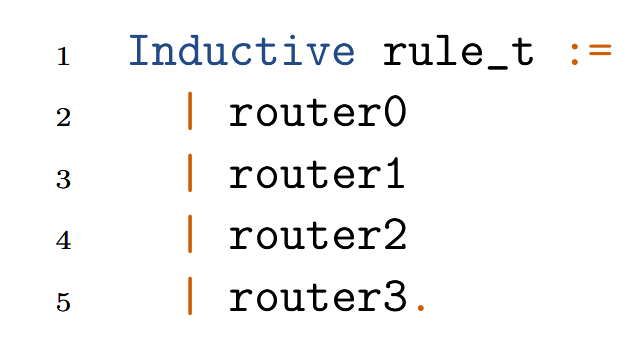 1 Inductive rule_t :=
2 | router0
3 | router1
4 | router2
5 | router3.